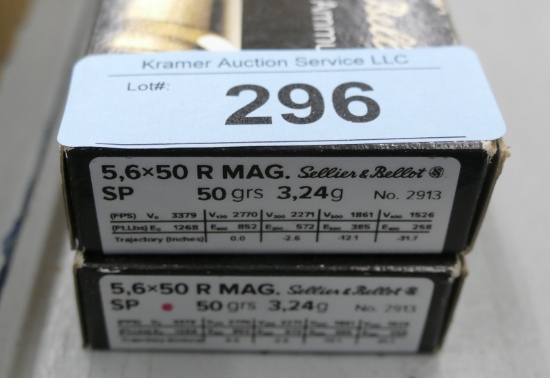 Ammu
Kramer Auction Service LLC
Lot#:
296
5,6×50 R MAG. Sellier & Bellot S&B
SP 50 grs 3,24g No. 2913
(FPS) V₀ 3379 V₁₀₀ 2770 V₂₀₀ 2271 V₃₀₀ 1861 V₄₀₀ 1526
(Ft.Lbs) E₀ 1268 E₁₀₀ 852 E₂₀₀ 572 E₃₀₀ 385 E₄₀₀ 258
Trajectory (inches) 0.0 -2.6 -12.1 -31.7
5,6×50 R MAG. Sellier & Bellot
SP 50 grs 3,24g No. 2913